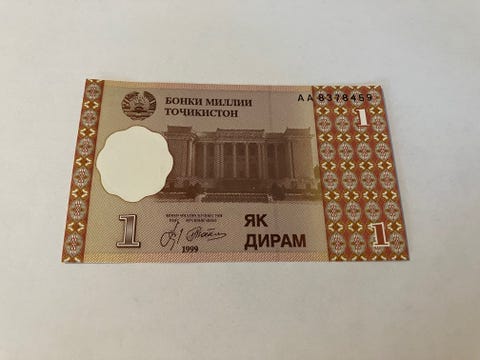 БОНКИ МИЛЛИИ
ТОҶИКИСТОН
АА 8378459
1
1
ЯК
ДИРАМ
1
1999